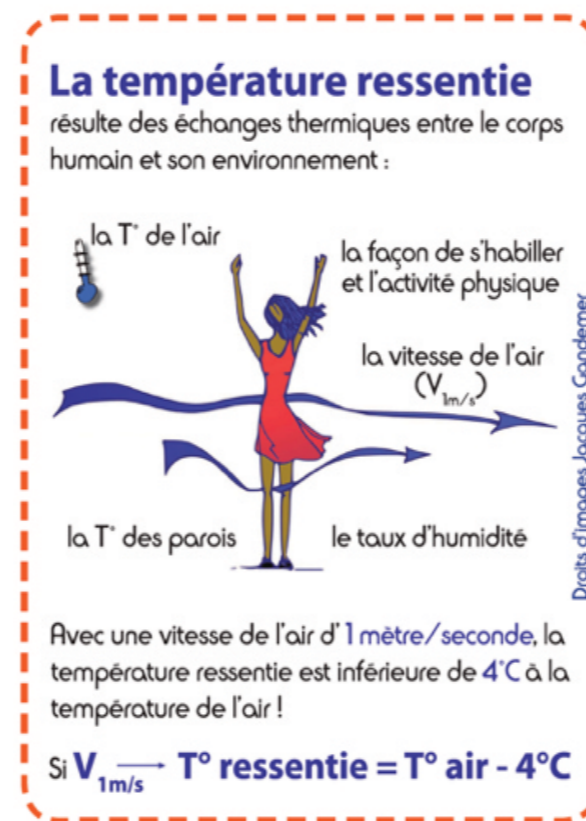 La température ressentie
résulte des échanges thermiques entre le corps
humain et son environnement :
la T° de l'air
la façon de s'habiller
et l'activité physique
la vitesse de l'air
(V1m/s)
la T° des parois
le taux d'humidité
Droits d'images Jacques Gandemer
Avec une vitesse de l'air d'1 mètre/seconde, la
température ressentie est inférieure de 4°C à la
température de l'air !
Si V1m/s → T° ressentie = T° air - 4°C